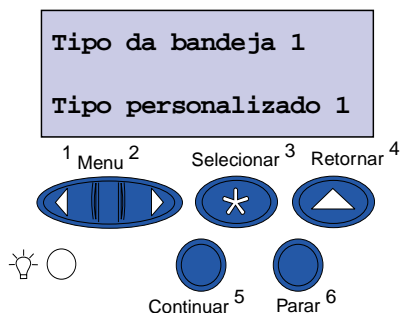 Tipo da bandeja 1
Tipo personalizado 1
1 Menu 2
Selecionar 3
Retornar 4
Continuar 5
Parar 6